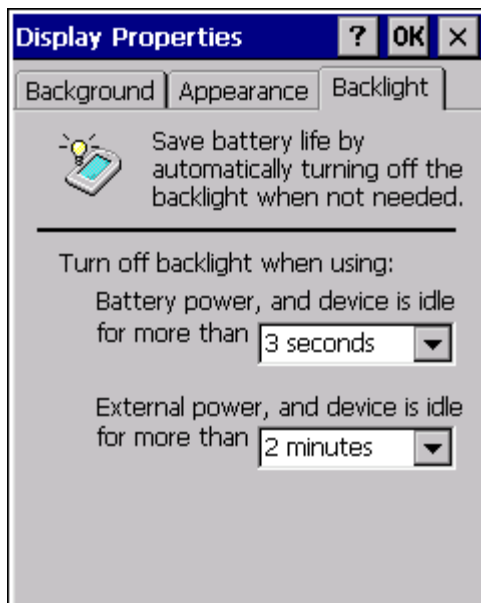 Display Properties ? OK ×
Background Appearance Backlight
Save battery life by
automatically turning off the
backlight when not needed.
Turn off backlight when using:
Battery power, and device is idle
for more than 3 seconds
External power, and device is idle
for more than 2 minutes